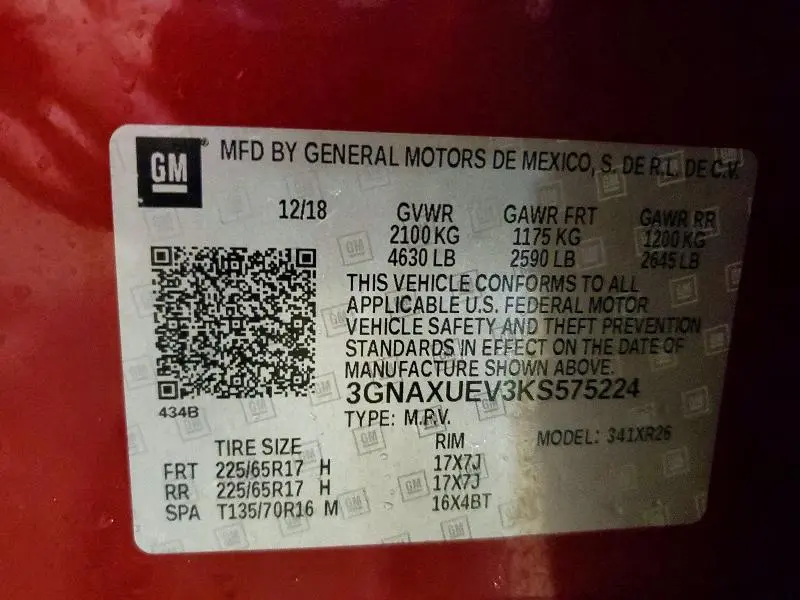 GM MFD BY GENERAL MOTORS DE MEXICO, S. DE R.L. DE C.V.
12/18 GVWR GAWR FRT GAWR RR
2100 KG 1175 KG 1200 KG
4630 LB 2590 LB 2645 LB
THIS VEHICLE CONFORMS TO ALL
APPLICABLE U.S. FEDERAL MOTOR
VEHICLE SAFETY AND THEFT PREVENTION
STANDARDS IN EFFECT ON THE DATE OF
MANUFACTURE SHOWN ABOVE.
3GNAXUEV3KS575224
434B
TYPE: M.P.V.
MODEL: 341XR26
TIRE SIZE RIM
FRT 225/65R17 H 17X7J
RR 225/65R17 H 17X7J
SPA T135/70R16 M 16X4BT